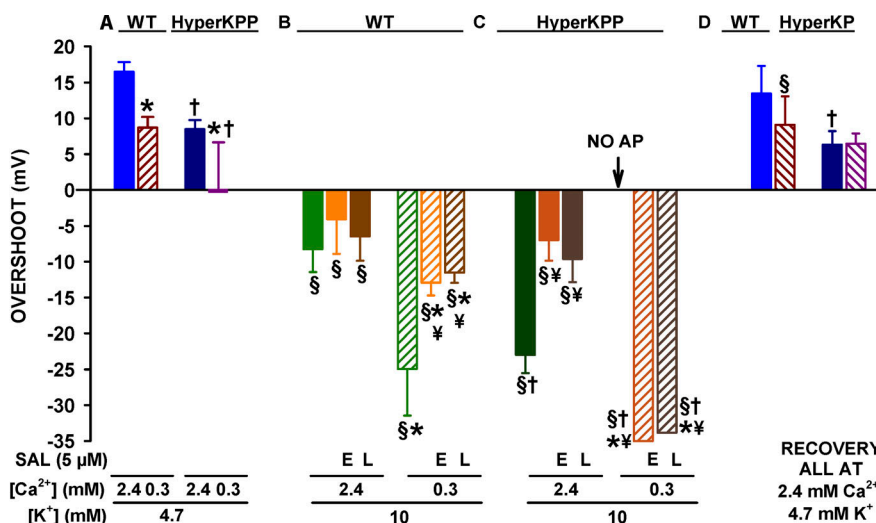 A WT HyperKPP B WT C HyperKPP D WT HyperKP
20
15
10
5
0
-5
-10
-15
-20
-25
-30
-35
OVERSHOOT (mV)
*
†
*†
NO AP
§
†
§ § §
§*
§*
¥
§*
¥
§†
§¥
§¥
§†
*¥
§†
*¥
SAL (5 µM) E L E L E L E L
[Ca²⁺] (mM) 2.4 0.3 2.4 0.3 2.4 0.3 2.4 0.3
[K⁺] (mM) 4.7 10 10
RECOVERY
ALL AT
2.4 mM Ca²⁺
4.7 mM K⁺